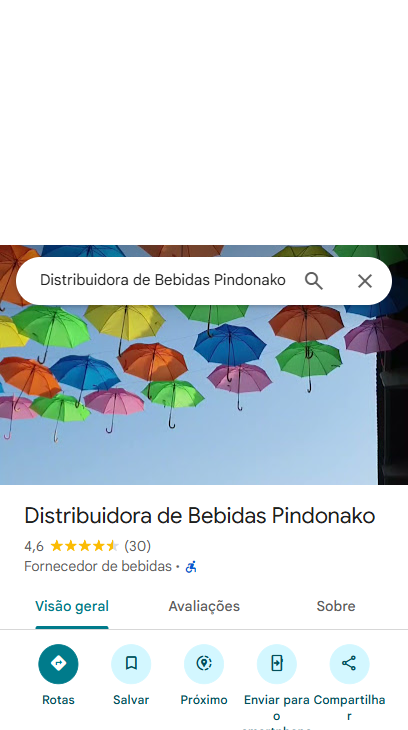 Distribuidora de Bebidas Pindonako
Distribuidora de Bebidas Pindonako
4,6 (30)
Fornecedor de bebidas ·
Visão geral Avaliações Sobre
Rotas Salvar Próximo Enviar para o Compartilhar